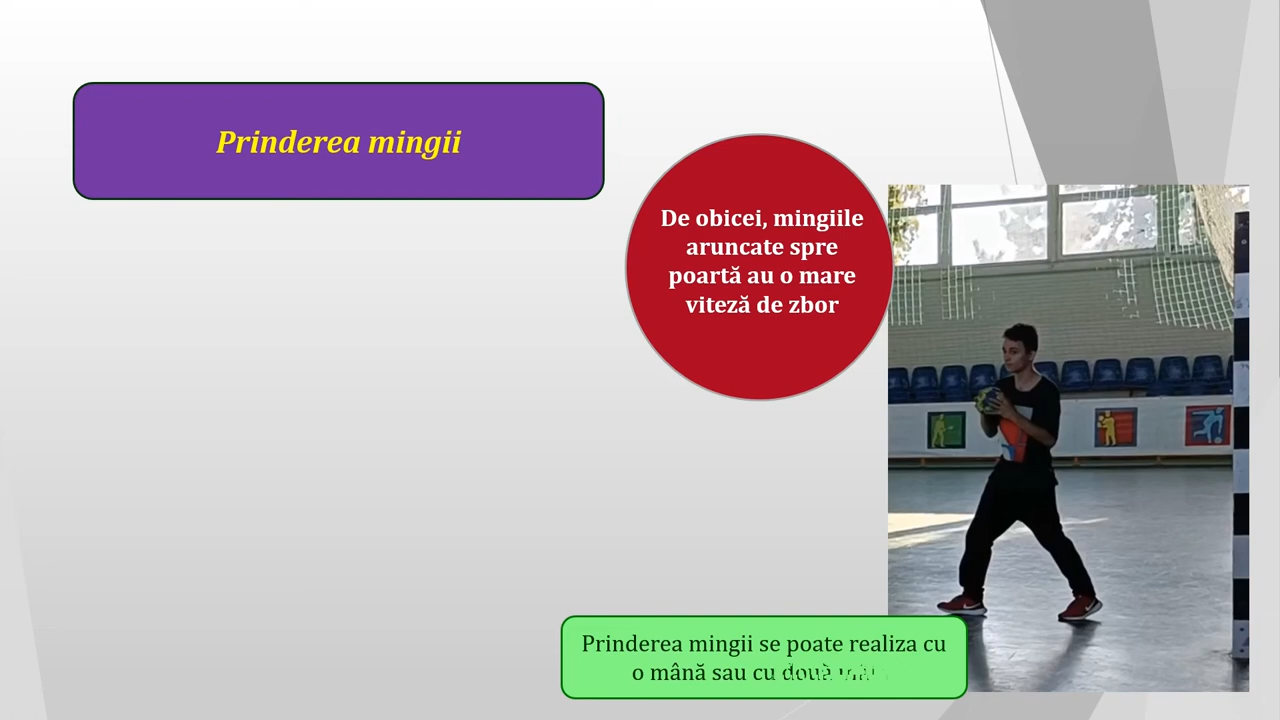 Prinderea mingii
De obicei, mingiile
aruncate spre
poartă au o mare
viteză de zbor
Prinderea mingii se poate realiza cu
o mână sau cu două